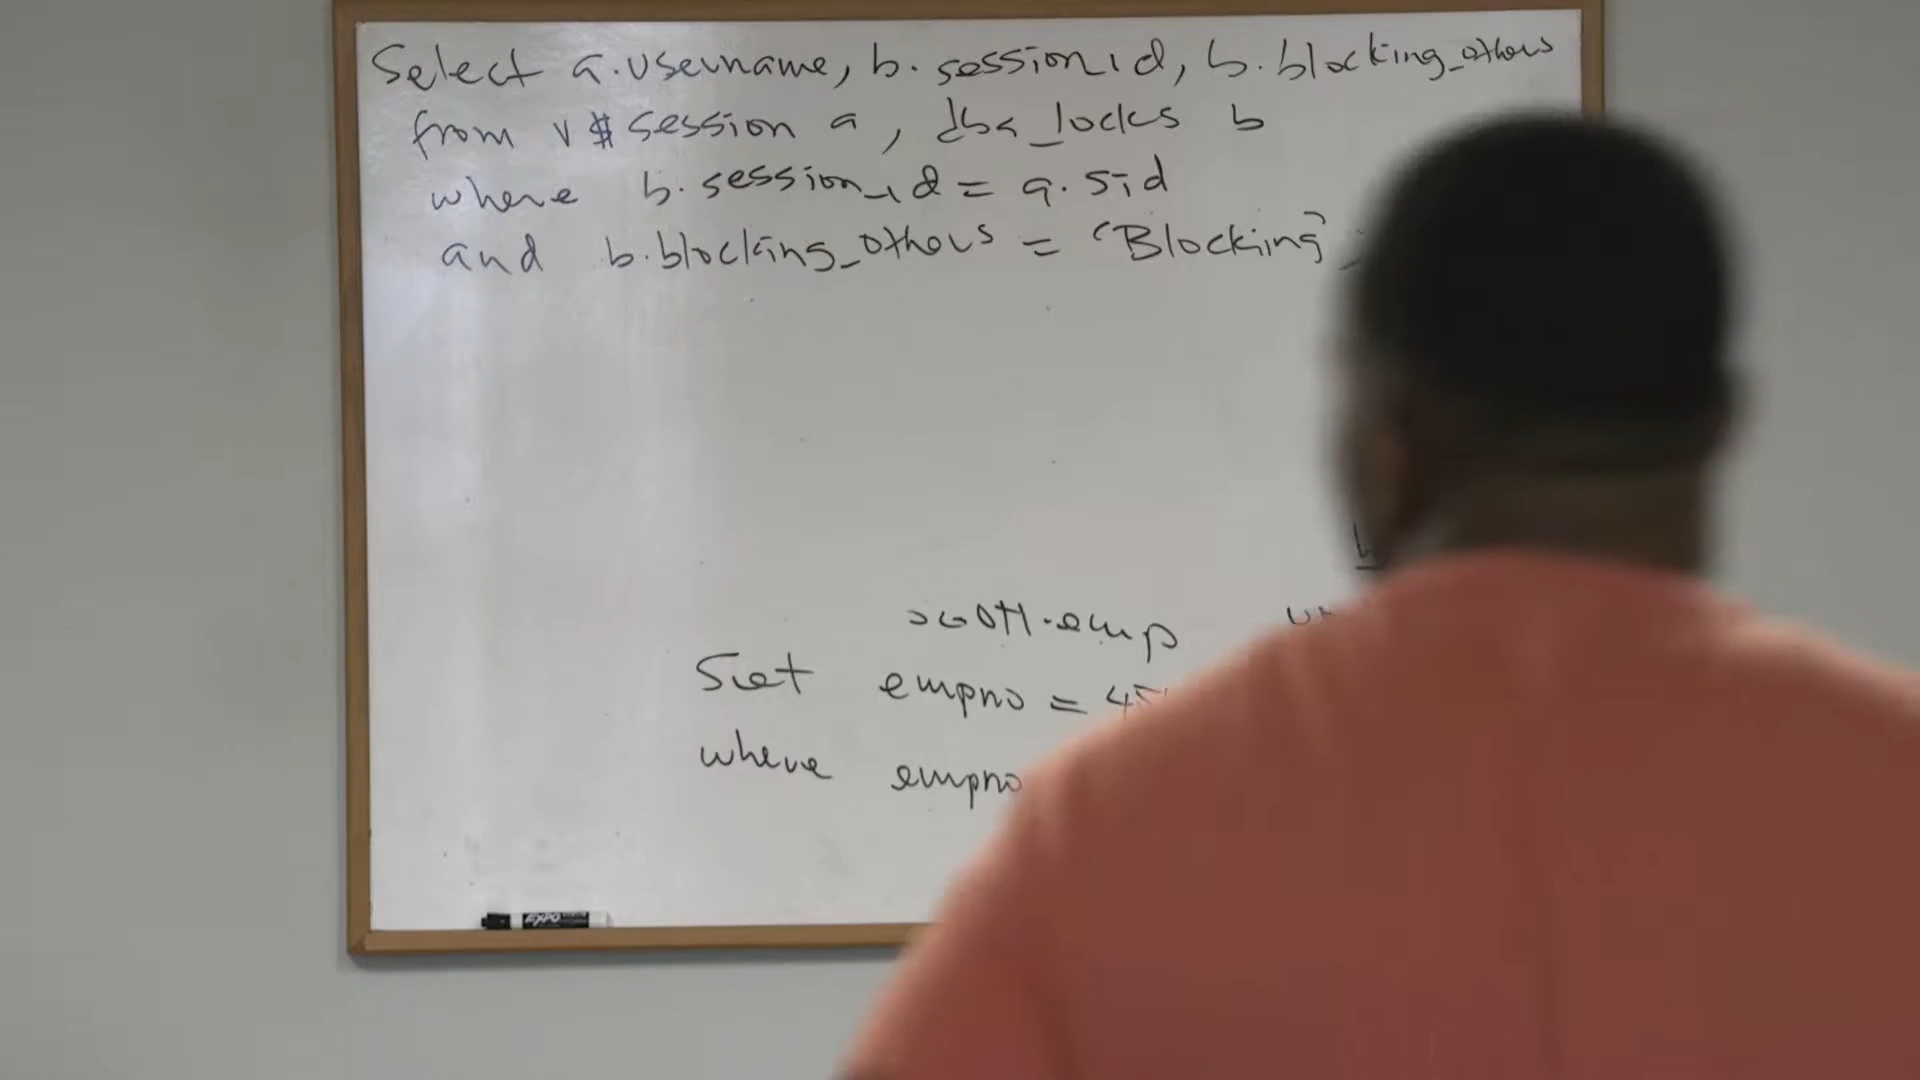 Select a.username, b.session_id, b.blocking_others
from v$session a, dba_locks b
where b.session_id = a.sid
and b.blocking_others = 'Blocking';
scott.emp
Set empno =
where empno
EXPO